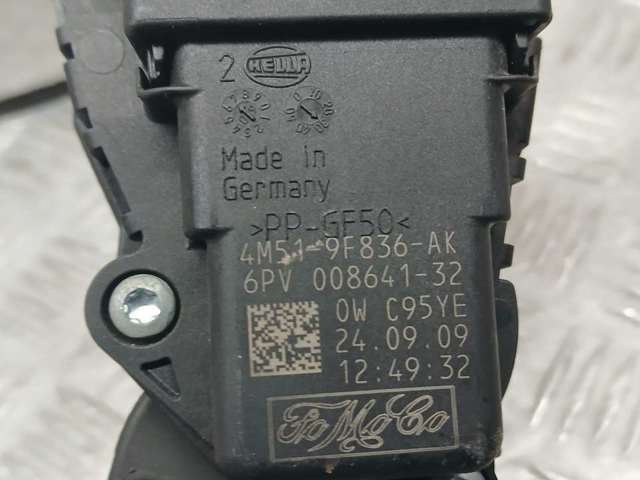 2 HELLA
Made in
Germany
>PP-GF50<
4M51-9F836-AK
6PV 008641-32
0W C95YE
24.09.09
12:49:32
FoMoCo